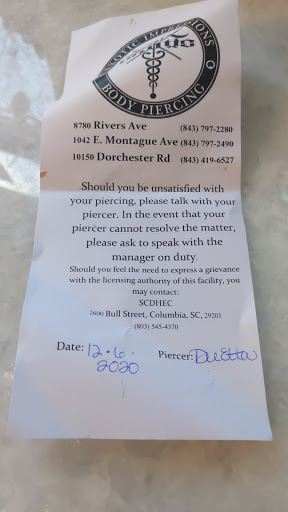 EXOTIC IMPRESSIONS
BODY PIERCING
8780 Rivers Ave (843) 797-2280
1042 E. Montague Ave (843) 797-2490
10150 Dorchester Rd (843) 419-6527
Should you be unsatisfied with
your piercing, please talk with your
piercer. In the event that your
piercer cannot resolve the matter,
please ask to speak with the
manager on duty.
Should you feel the need to express a grievance
with the licensing authority of this facility, you
may contact:
SCDHEC
2600 Bull Street, Columbia, SC, 29201
(803) 545-4370
Date: 12.6. Piercer: DuEtta
2020